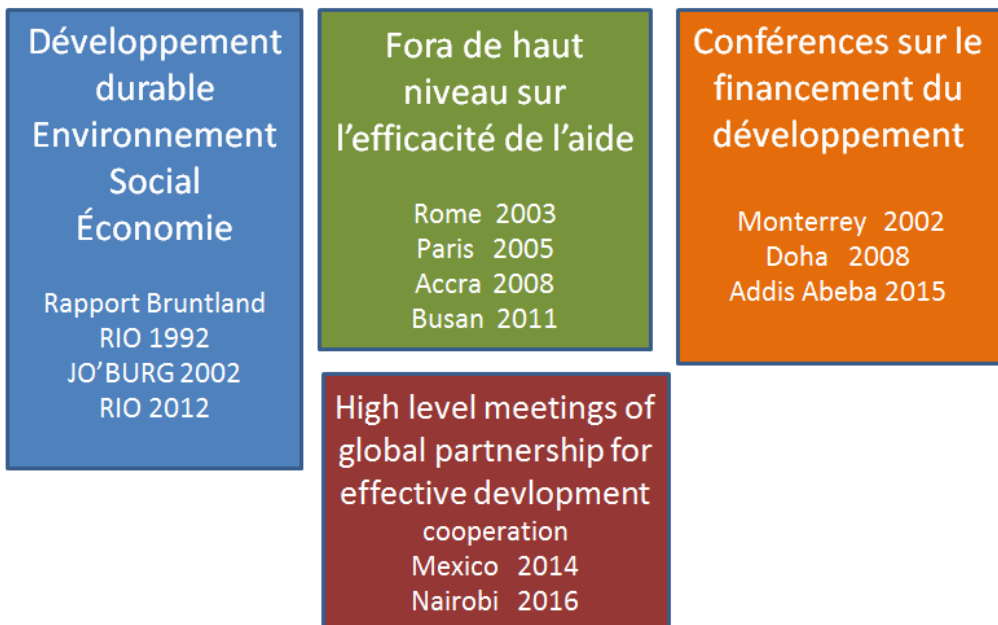 Développement
durable
Environnement
Social
Économie
Rapport Bruntland
RIO 1992
JO'BURG 2002
RIO 2012
Fora de haut
niveau sur
l'efficacité de l'aide
Rome 2003
Paris 2005
Accra 2008
Busan 2011
Conférences sur le
financement du
développement
Monterrey 2002
Doha 2008
Addis Abeba 2015
High level meetings of
global partnership for
effective devlopment
cooperation
Mexico 2014
Nairobi 2016